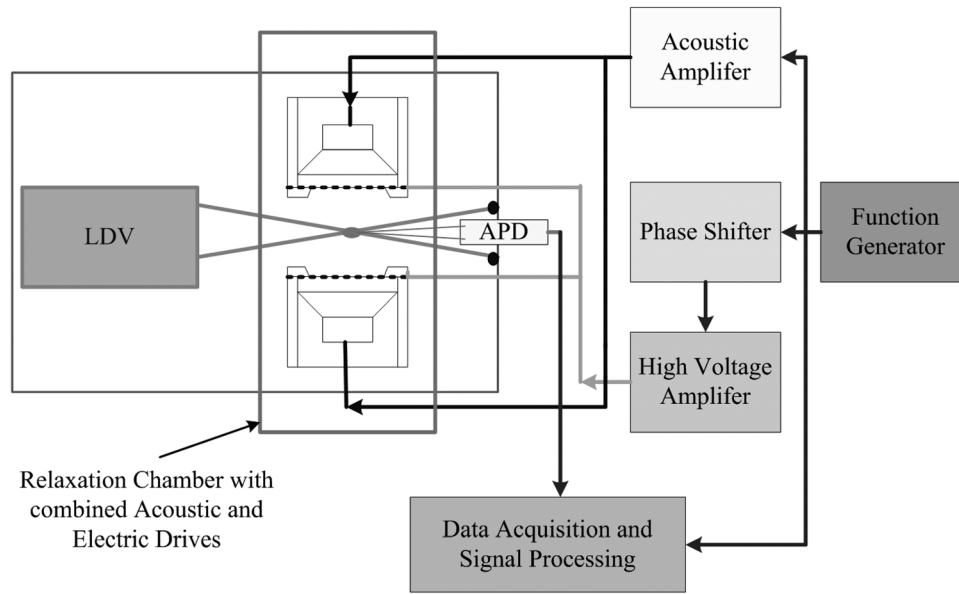 Acoustic
Amplifer
LDV
APD
Phase Shifter
Function
Generator
High Voltage
Amplifer
Relaxation Chamber with
combined Acoustic and
Electric Drives
Data Acquisition and
Signal Processing